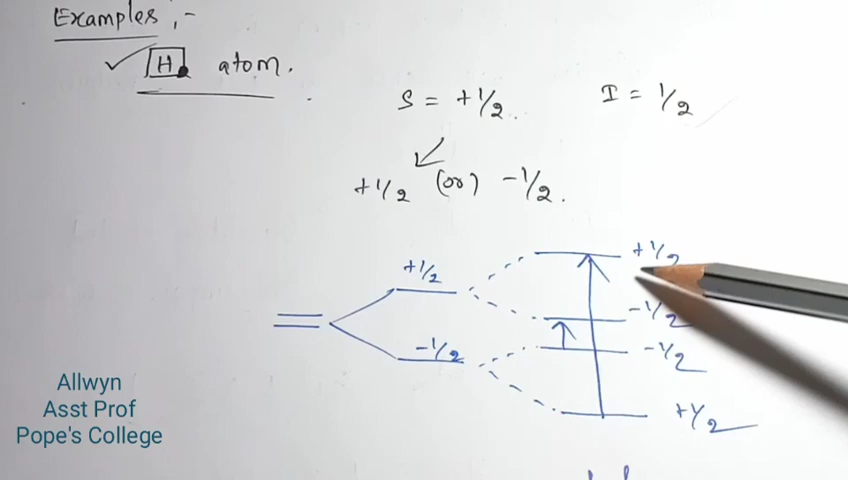 Examples :-
✓ H atom.
S = +1/2. I = 1/2
+1/2 (or) -1/2.
+1/2
+1/2
-1/2
-1/2
-1/2
+1/2
Allwyn
Asst Prof
Pope's College